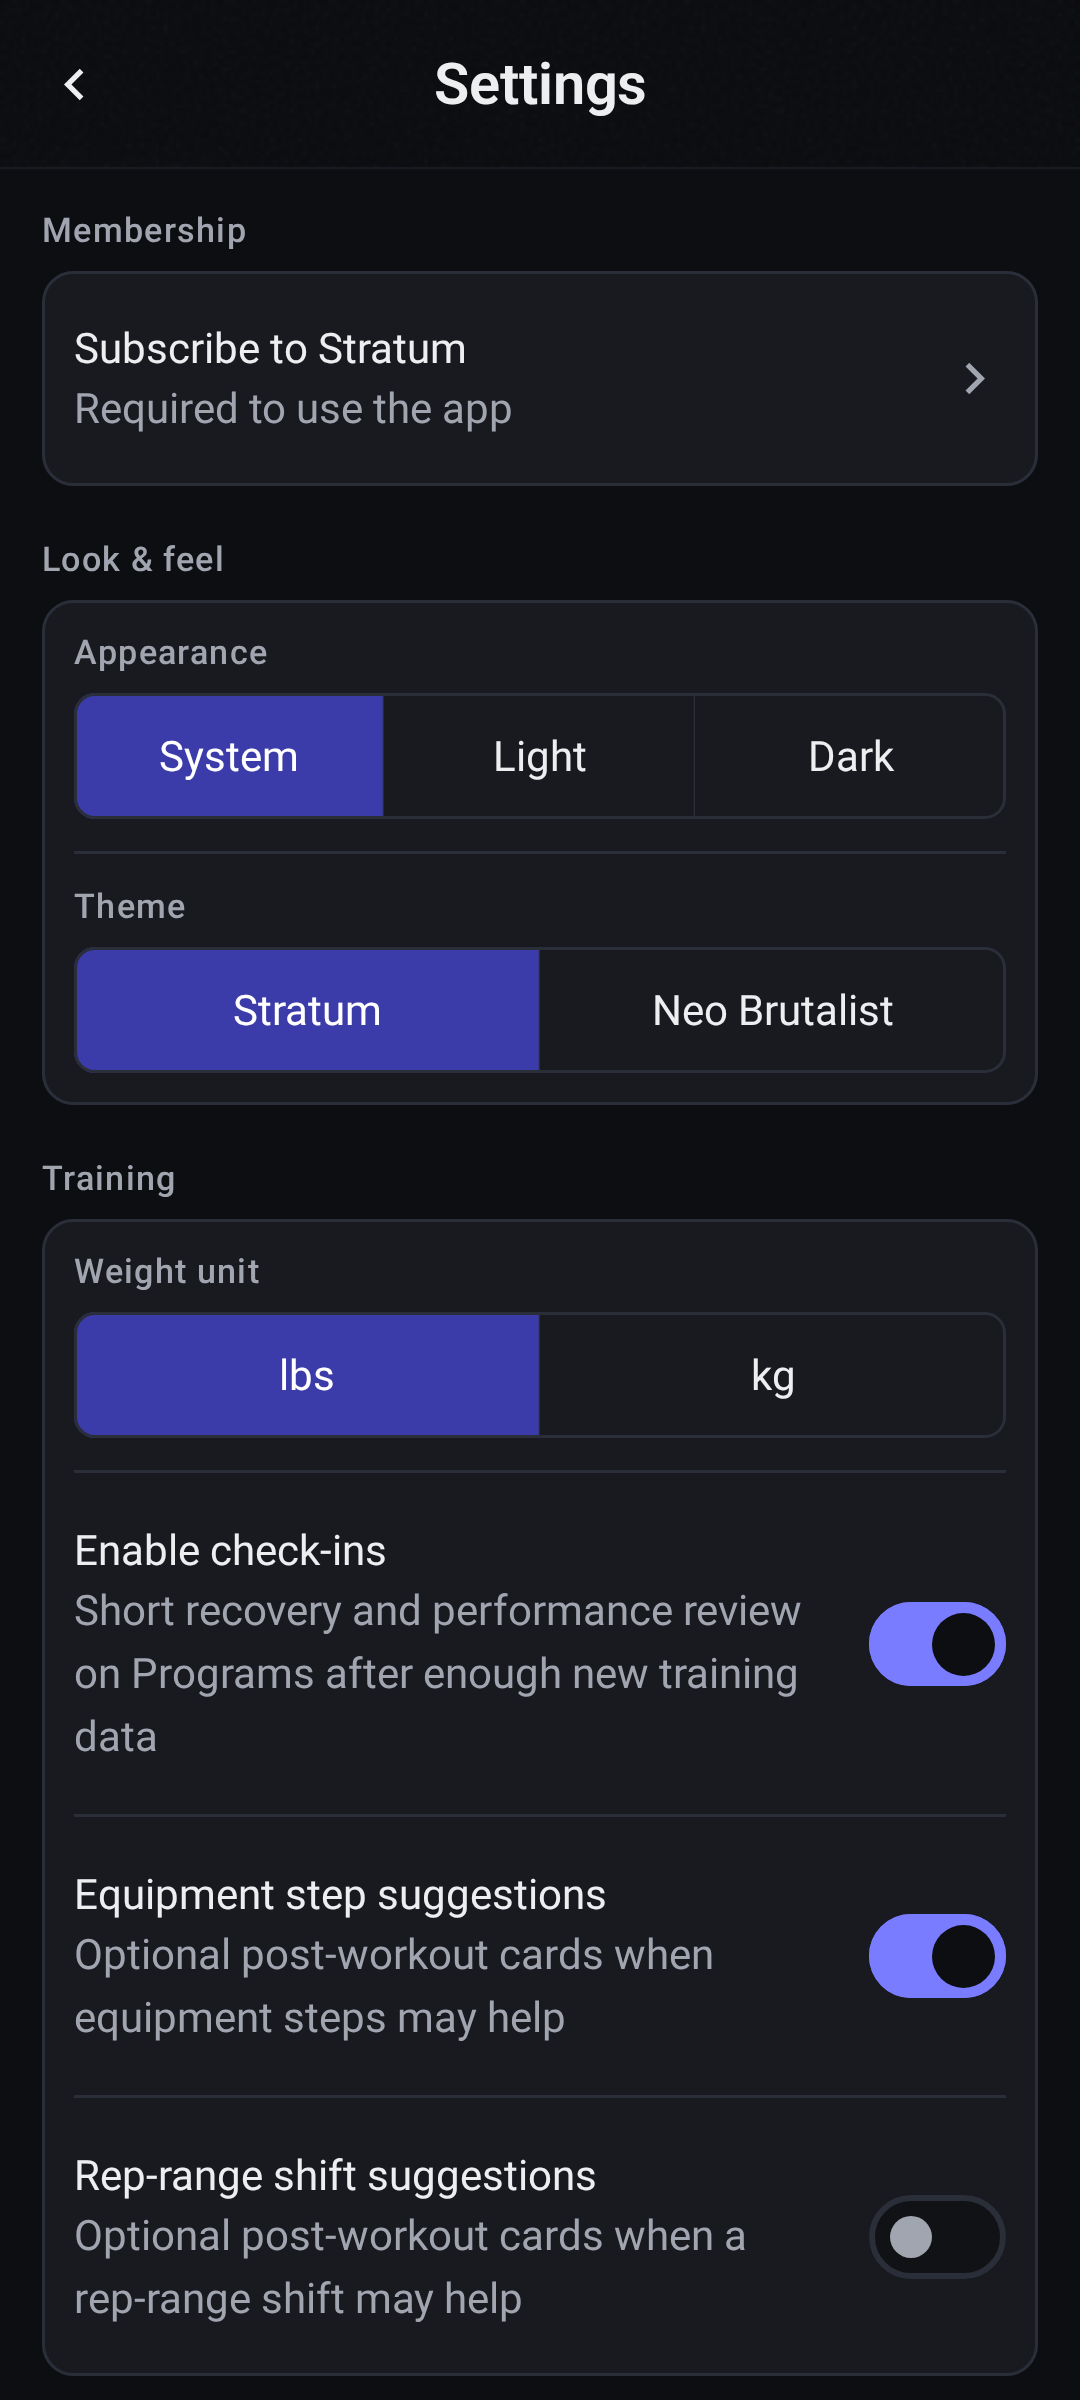 Settings
Membership
Subscribe to Stratum
Required to use the app
Look & feel
Appearance
System
Light
Dark
Theme
Stratum
Neo Brutalist
Training
Weight unit
lbs
kg
Enable check-ins
Short recovery and performance review
on Programs after enough new training
data
Equipment step suggestions
Optional post-workout cards when
equipment steps may help
Rep-range shift suggestions
Optional post-workout cards when a
rep-range shift may help